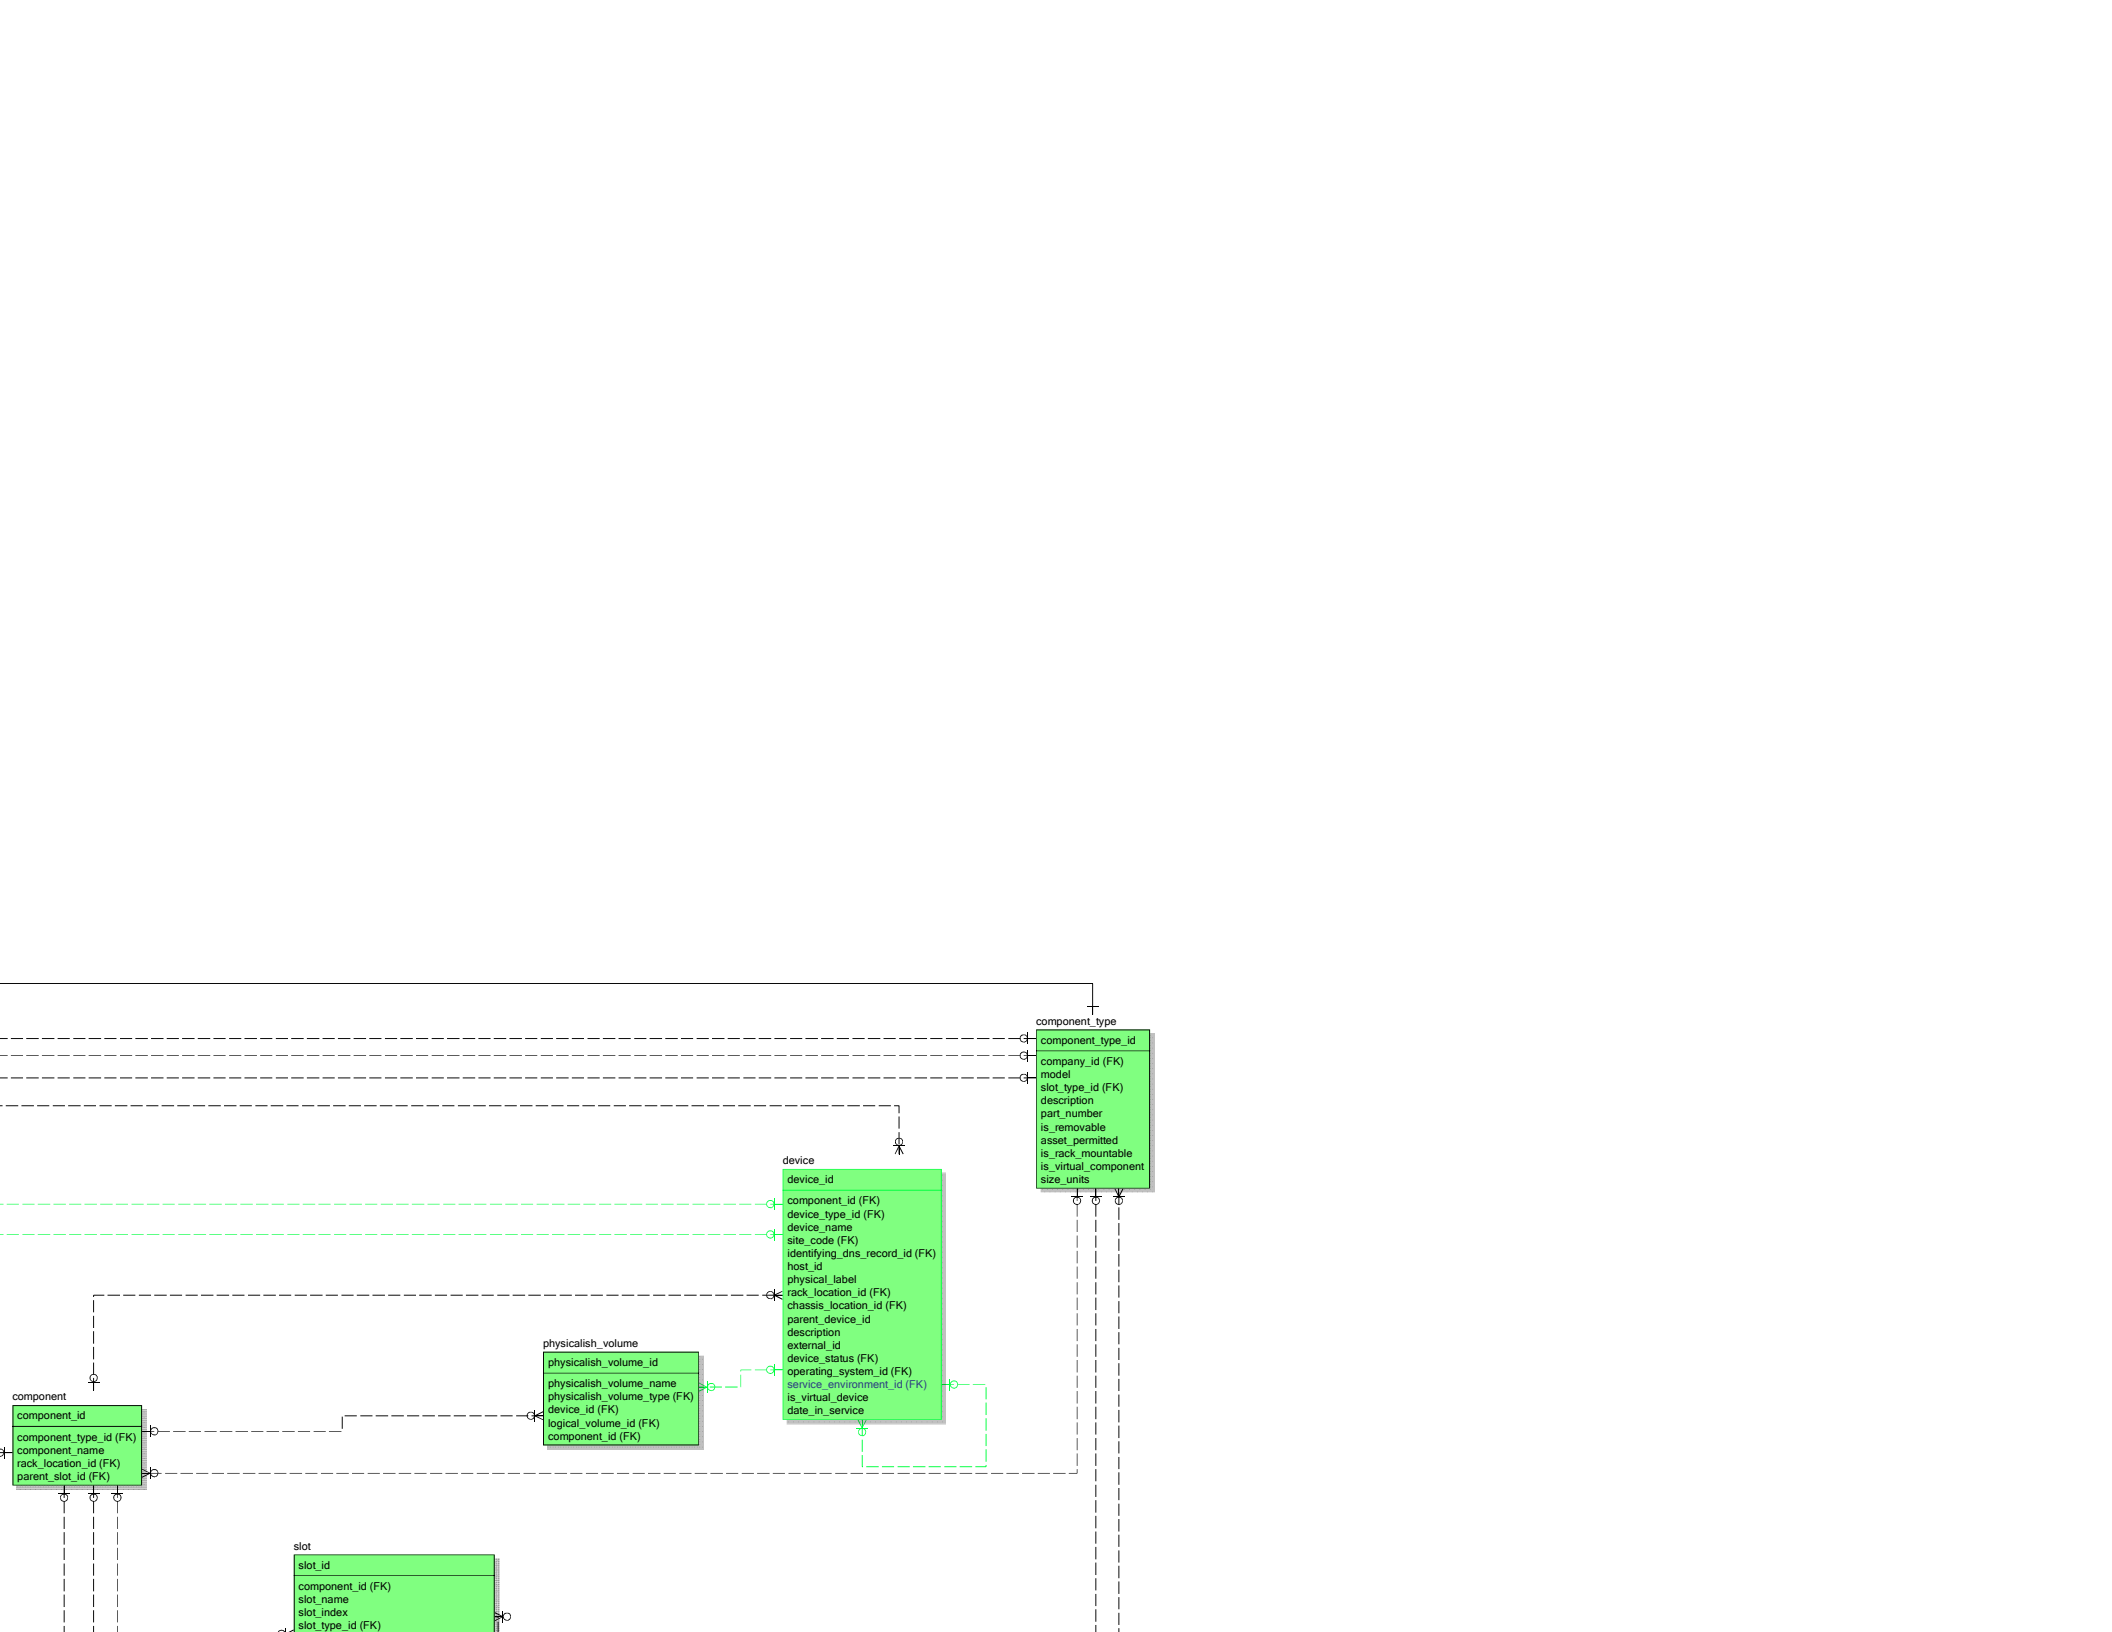 component_type
component_type_id
company_id (FK)
model
slot_type_id (FK)
description
part_number
is_removable
asset_permitted
is_rack_mountable
is_virtual_component
size_units
device
device_id
component_id (FK)
device_type_id (FK)
device_name
site_code (FK)
identifying_dns_record_id (FK)
host_id
physical_label
rack_location_id (FK)
chassis_location_id (FK)
parent_device_id
description
external_id
device_status (FK)
operating_system_id (FK)
service_environment_id (FK)
is_virtual_device
date_in_service
physicalish_volume
physicalish_volume_id
physicalish_volume_name
physicalish_volume_type (FK)
device_id (FK)
logical_volume_id (FK)
component_id (FK)
component
component_id
component_type_id (FK)
component_name
rack_location_id (FK)
parent_slot_id (FK)
slot
slot_id
component_id (FK)
slot_name
slot_index
slot_type_id (FK)